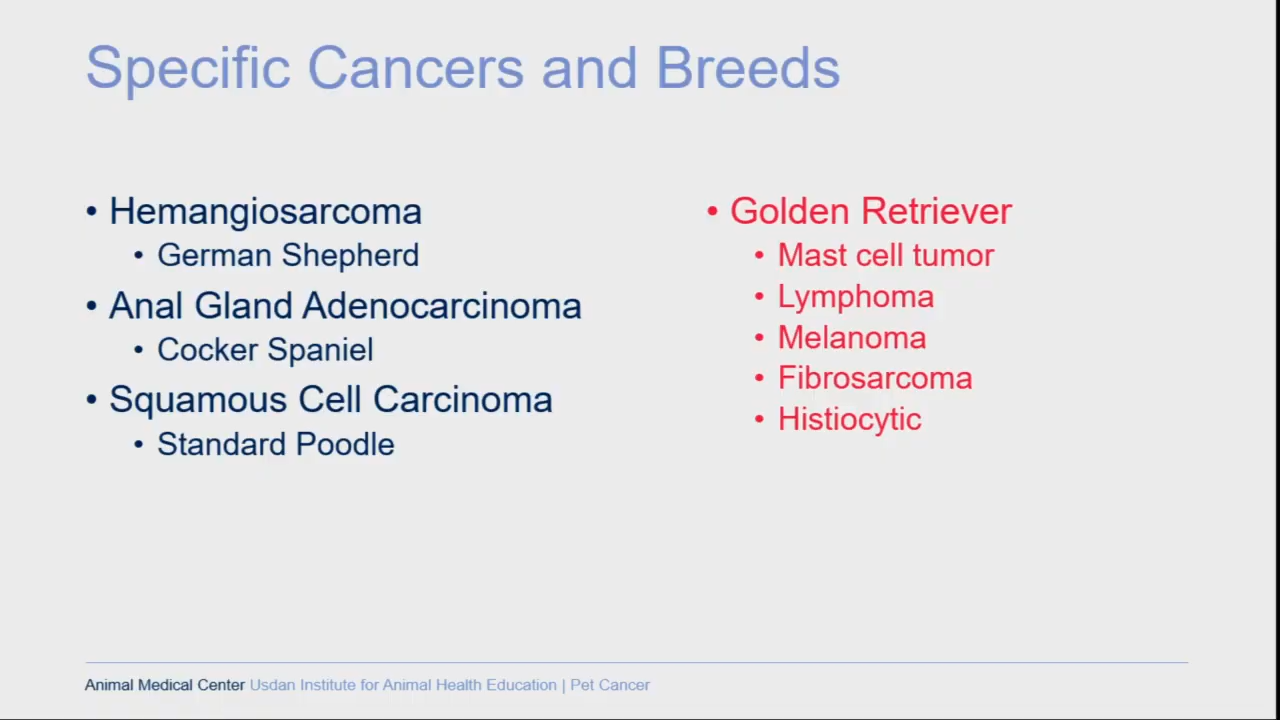 Specific Cancers and Breeds
• Hemangiosarcoma
• German Shepherd
• Anal Gland Adenocarcinoma
• Cocker Spaniel
• Squamous Cell Carcinoma
• Standard Poodle
• Golden Retriever
• Mast cell tumor
• Lymphoma
• Melanoma
• Fibrosarcoma
• Histiocytic
Animal Medical Center Usdan Institute for Animal Health Education | Pet Cancer